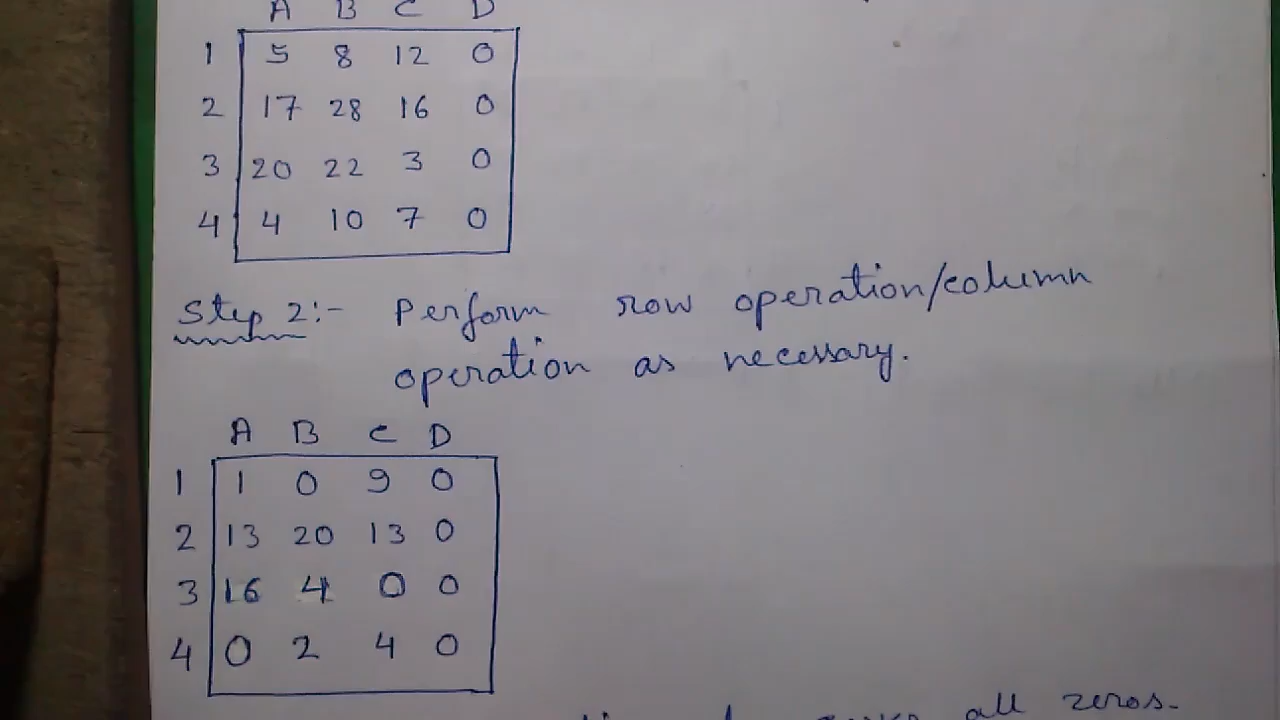 A B C D
1 5 8 12 0
2 17 28 16 0
3 20 22 3 0
4 4 10 7 0
Step 2:- Perform row operation/column
operation as necessary.
A B C D
1 1 0 9 0
2 13 20 13 0
3 16 4 0 0
4 0 2 4 0
all zeros.